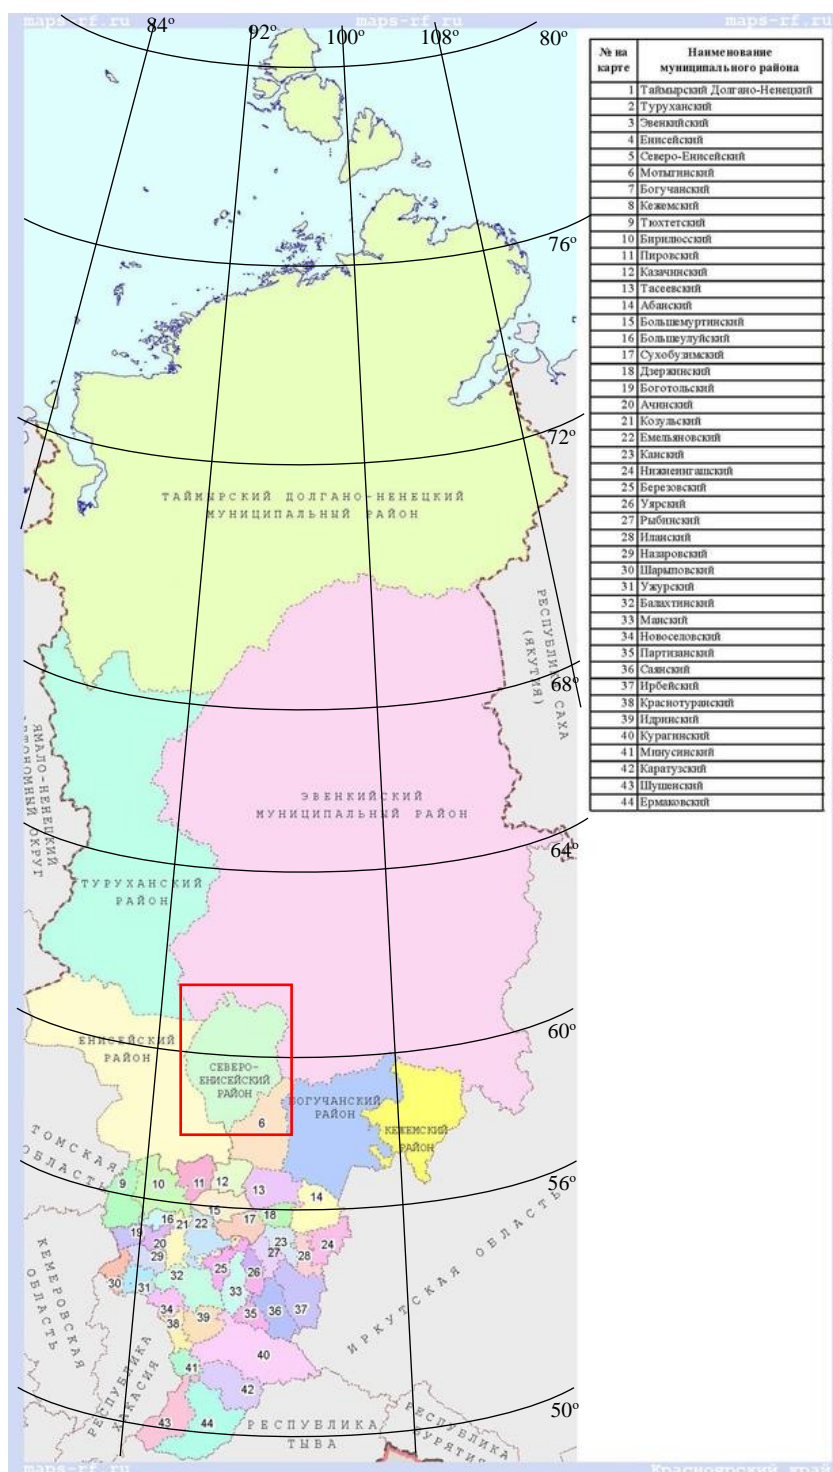 maps-rf.ru
maps-rf.ru
84º
92º
100º
108º
80º
76º
72º
68º
64º
60º
56º
50º
ТАЙМЫРСКИЙ ДОЛГАНО-НЕНЕЦКИЙ
МУНИЦИПАЛЬНЫЙ РАЙОН
РЕСПУБЛИКА САХА
(ЯКУТИЯ)
ЯМАЛО-НЕНЕЦКИЙ
АВТОНОМНЫЙ ОКРУГ
ЭВЕНКИЙСКИЙ
МУНИЦИПАЛЬНЫЙ РАЙОН
ТУРУХАНСКИЙ
РАЙОН
ЕНИСЕЙСКИЙ
РАЙОН
СЕВЕРО-
ЕНИСЕЙСКИЙ
РАЙОН
БОГУЧАНСКИЙ
РАЙОН
КЕЖЕМСКИЙ
РАЙОН
ТОМСКАЯ
ОБЛАСТЬ
КЕМЕРОВСКАЯ
ОБЛАСТЬ
ИРКУТСКАЯ ОБЛАСТЬ
РЕСПУБЛИКА
ХАКАСИЯ
РЕСПУБЛИКА
ТЫВА
РЕСПУБЛИКА
БУРЯТИЯ
6
9
10
11
12
13
14
15
16
21
22
17
18
19
20
29
23
27
24
28
25
26
30
31
32
33
34
35
36
37
38
39
40
41
42
43
44
№ на карте Наименование муниципального района
1 Таймырский Долгано-Ненецкий
2 Туруханский
3 Эвенкийский
4 Енисейский
5 Северо-Енисейский
6 Мотыгинский
7 Богучанский
8 Кежемский
9 Тюхтетский
10 Бирилюсский
11 Пировский
12 Казачинский
13 Тасеевский
14 Абанский
15 Большемуртинский
16 Большеулуйский
17 Сухобузимский
18 Дзержинский
19 Боготольский
20 Ачинский
21 Козульский
22 Емельяновский
23 Канский
24 Нижнеингашский
25 Березовский
26 Уярский
27 Рыбинский
28 Иланский
29 Назаровский
30 Шарыповский
31 Ужурский
32 Балахтинский
33 Манский
34 Новоселовский
35 Партизанский
36 Саянский
37 Ирбейский
38 Краснотуранский
39 Идринский
40 Курагинский
41 Минусинский
42 Каратузский
43 Шушенский
44 Ермаковский
maps-rf.ru
Красноярский край